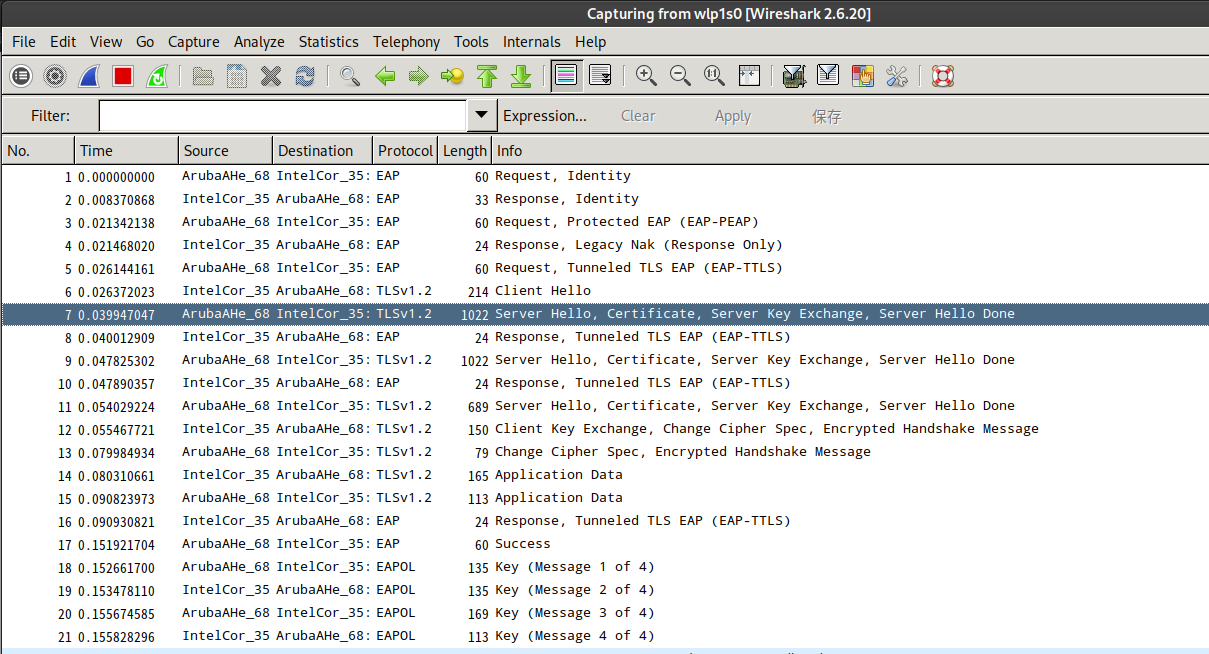 Capturing from wlp1s0 [Wireshark 2.6.20]
File Edit View Go Capture Analyze Statistics Telephony Tools Internals Help
Filter: Expression... Clear Apply 保存
No. Time Source Destination Protocol Length Info
1 0.000000000 ArubaAHe_68 IntelCor_35: EAP 60 Request, Identity
2 0.008370868 IntelCor_35 ArubaAHe_68: EAP 33 Response, Identity
3 0.021342138 ArubaAHe_68 IntelCor_35: EAP 60 Request, Protected EAP (EAP-PEAP)
4 0.021468020 IntelCor_35 ArubaAHe_68: EAP 24 Response, Legacy Nak (Response Only)
5 0.026144161 ArubaAHe_68 IntelCor_35: EAP 60 Request, Tunneled TLS EAP (EAP-TTLS)
6 0.026372023 IntelCor_35 ArubaAHe_68: TLSv1.2 214 Client Hello
7 0.039947047 ArubaAHe_68 IntelCor_35: TLSv1.2 1022 Server Hello, Certificate, Server Key Exchange, Server Hello Done
8 0.040012909 IntelCor_35 ArubaAHe_68: EAP 24 Response, Tunneled TLS EAP (EAP-TTLS)
9 0.047825302 ArubaAHe_68 IntelCor_35: TLSv1.2 1022 Server Hello, Certificate, Server Key Exchange, Server Hello Done
10 0.047890357 IntelCor_35 ArubaAHe_68: EAP 24 Response, Tunneled TLS EAP (EAP-TTLS)
11 0.054029224 ArubaAHe_68 IntelCor_35: TLSv1.2 689 Server Hello, Certificate, Server Key Exchange, Server Hello Done
12 0.055467721 IntelCor_35 ArubaAHe_68: TLSv1.2 150 Client Key Exchange, Change Cipher Spec, Encrypted Handshake Message
13 0.079984934 ArubaAHe_68 IntelCor_35: TLSv1.2 79 Change Cipher Spec, Encrypted Handshake Message
14 0.080310661 IntelCor_35 ArubaAHe_68: TLSv1.2 165 Application Data
15 0.090823973 ArubaAHe_68 IntelCor_35: TLSv1.2 113 Application Data
16 0.090930821 IntelCor_35 ArubaAHe_68: EAP 24 Response, Tunneled TLS EAP (EAP-TTLS)
17 0.151921704 ArubaAHe_68 IntelCor_35: EAP 60 Success
18 0.152661700 ArubaAHe_68 IntelCor_35: EAPOL 135 Key (Message 1 of 4)
19 0.153478110 IntelCor_35 ArubaAHe_68: EAPOL 135 Key (Message 2 of 4)
20 0.155674585 ArubaAHe_68 IntelCor_35: EAPOL 169 Key (Message 3 of 4)
21 0.155828296 IntelCor_35 ArubaAHe_68: EAPOL 113 Key (Message 4 of 4)